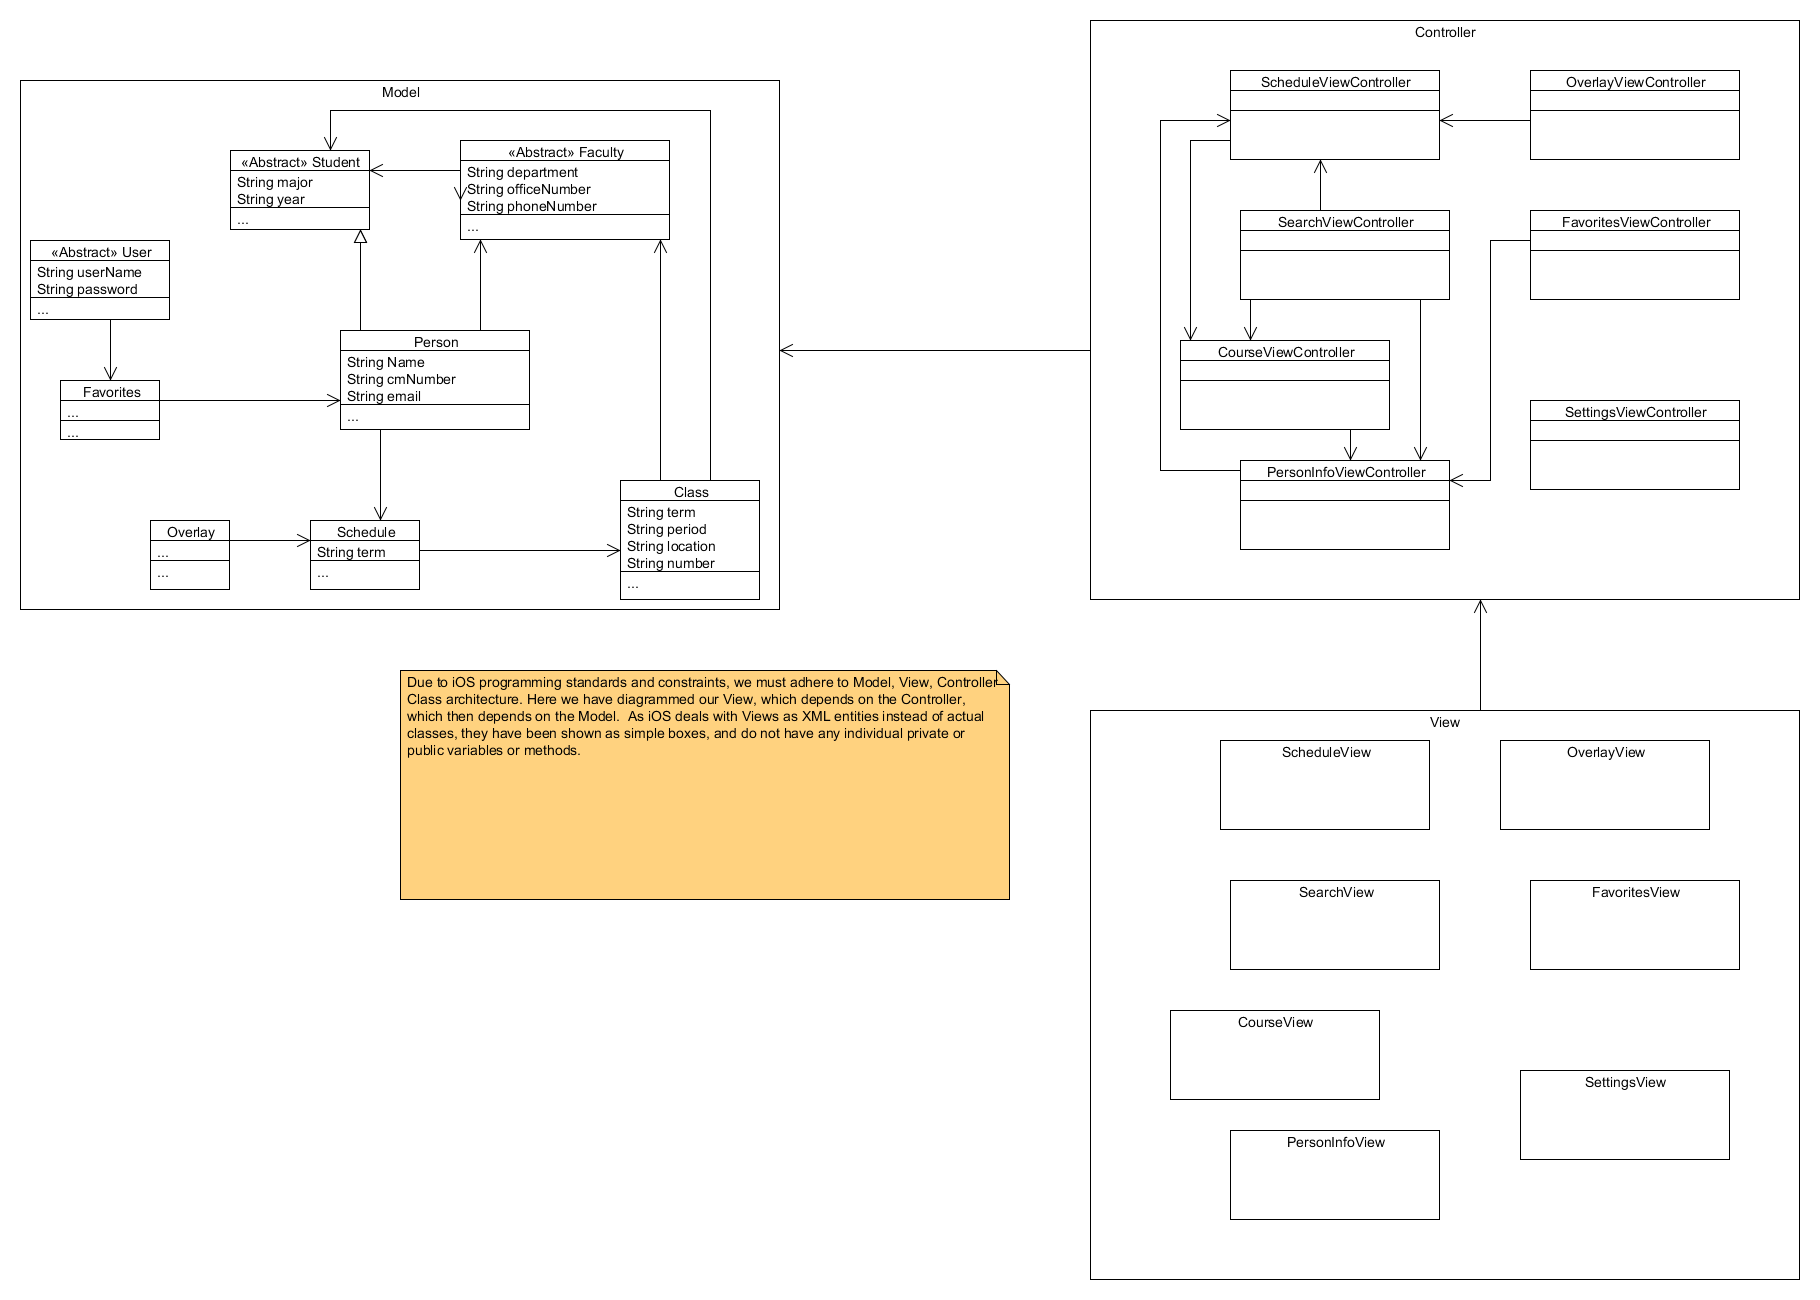 Model
«Abstract» Student
String major
String year
...
«Abstract» Faculty
String department
String officeNumber
String phoneNumber
...
«Abstract» User
String userName
String password
...
Person
String Name
String cmNumber
String email
...
Favorites
...
...
Class
String term
String period
String location
String number
...
Overlay
...
...
Schedule
String term
...
Controller
ScheduleViewController
OverlayViewController
SearchViewController
FavoritesViewController
CourseViewController
SettingsViewController
PersonInfoViewController
Due to iOS programming standards and constraints, we must adhere to Model, View, Controller
Class architecture. Here we have diagrammed our View, which depends on the Controller,
which then depends on the Model.  As iOS deals with Views as XML entities instead of actual
classes, they have been shown as simple boxes, and do not have any individual private or
public variables or methods.
View
ScheduleView
OverlayView
SearchView
FavoritesView
CourseView
SettingsView
PersonInfoView